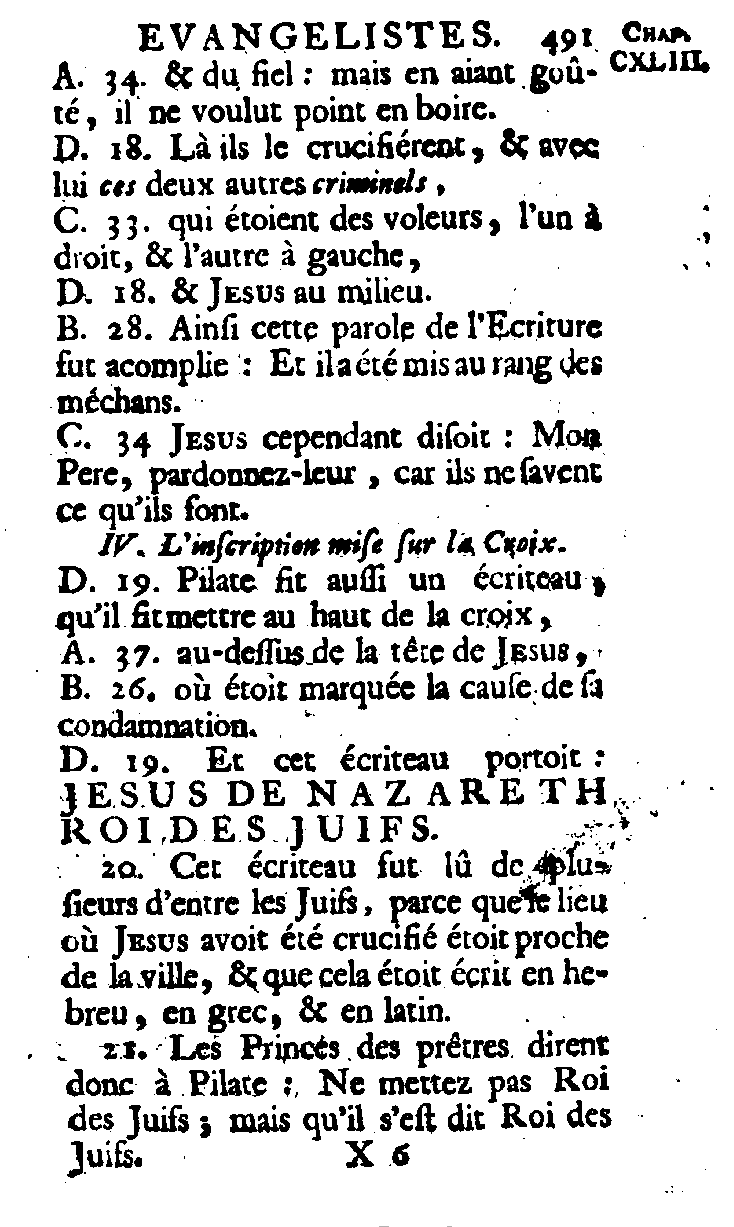 EVANGELISTES. 491 CHAP.
CXLIII.
A. 34. & du fiel : mais en aiant goû-
té, il ne voulut point en boire.
D. 18. Là ils le crucifiérent, & avec
lui ces deux autres criminels,
C. 33. qui étoient des voleurs, l'un à
droit, & l'autre à gauche,
D. 18. & JESUS au milieu.
B. 28. Ainſi cette parole de l'Ecriture
fut acomplie : Et il a été mis au rang des
méchans.
C. 34 JESUS cependant diſoit : Mon
Pere, pardonnez-leur, car ils ne ſavent
ce qu'ils font.
IV. L'inſcription miſe ſur la Croix.
D. 19. Pilate fit auſſi un écriteau,
qu'il fit mettre au haut de la croix,
A. 37. au-deſſus de la tête de JESUS,
B. 26. où étoit marquée la cauſe de ſa
condamnation.
D. 19. Et cet écriteau portoit :
JESUS DE NAZARETH
ROI DES JUIFS.
20. Cet écriteau fut lû de plu-
ſieurs d'entre les Juifs, parce que le lieu
où JESUS avoit été crucifié étoit proche
de la ville, & que cela étoit écrit en he-
breu, en grec, & en latin.
21. Les Princes des prêtres dirent
donc à Pilate : Ne mettez pas Roi
des Juifs ; mais qu'il s'eſt dit Roi des
Juifs. X 6